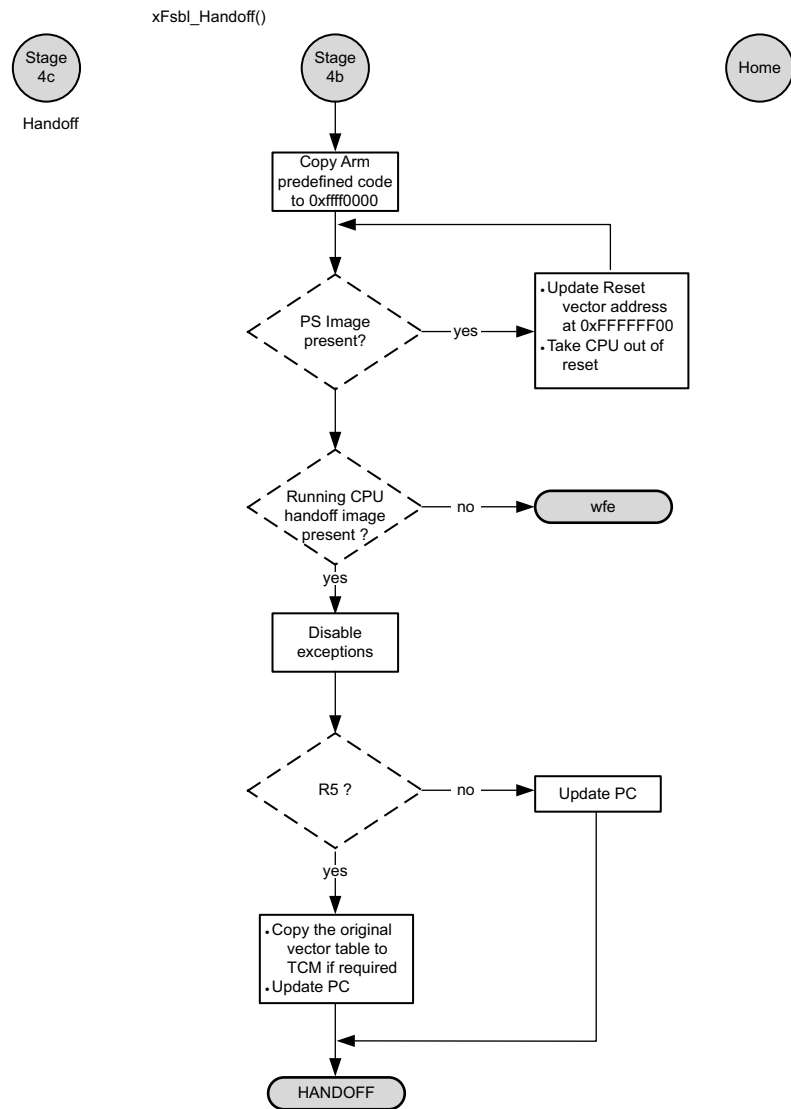 xFsbl_Handoff()
Stage
4c
Stage
4b
Home
Handoff
Copy Arm
predefined code
to 0xffff0000
PS Image
present?
yes
•Update Reset
vector address
at 0xFFFFFF00
•Take CPU out of
reset
Running CPU
handoff image
present ?
no
wfe
yes
Disable
exceptions
R5 ?
no
Update PC
yes
•Copy the original
vector table to
TCM if required
•Update PC
HANDOFF